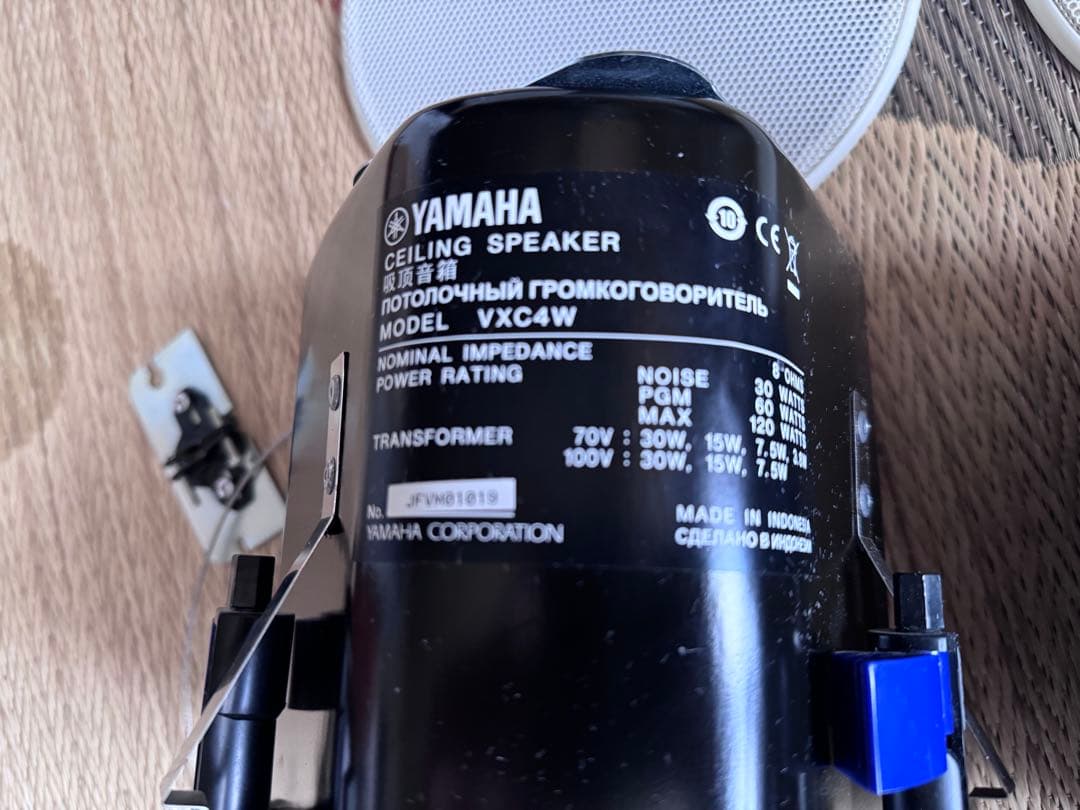 YAMAHA
10 CE
CEILING SPEAKER
吸顶音箱
ПОТОЛОЧНЫЙ ГРОМКОГОВОРИТЕЛЬ
MODEL VXC4W
NOMINAL IMPEDANCE 8 OHMS
POWER RATING NOISE 30 WATTS
PGM 60 WATTS
MAX 120 WATTS
TRANSFORMER 70V : 30W, 15W, 7.5W,
100V : 30W, 15W, 7.5W
No. JFVM01019
YAMAHA CORPORATION
MADE IN INDONESIA
СДЕЛАНО В ИНДОНЕЗИИ